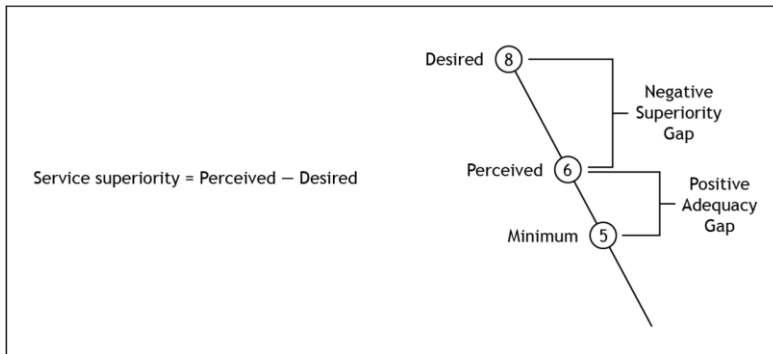 Service superiority = Perceived — Desired
Desired 8
Negative
Superiority
Gap
Perceived 6
Positive
Adequacy
Gap
Minimum 5